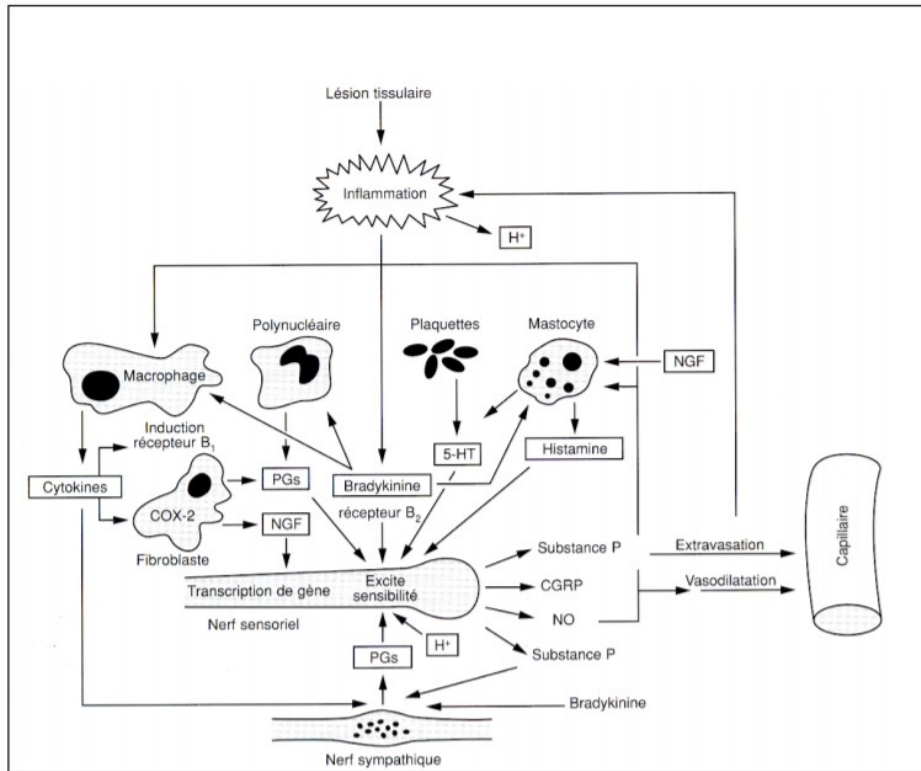 Lésion tissulaire
Inflammation
H⁺
Polynucléaire
Plaquettes
Mastocyte
NGF
Macrophage
Induction
récepteur B₁
5-HT
Histamine
Cytokines
PGs
Bradykinine
récepteur B₂
COX-2
NGF
Fibroblaste
Substance P
Extravasation
Capillaire
Transcription de gène
Excite
sensibilité
CGRP
Vasodilatation
Nerf sensoriel
NO
H⁺
PGs
Substance P
Bradykinine
Nerf sympathique